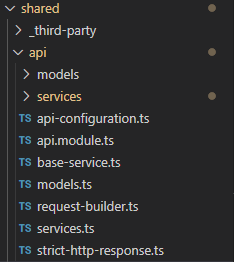 shared
_third-party
api
models
services
TS api-configuration.ts
TS api.module.ts
TS base-service.ts
TS models.ts
TS request-builder.ts
TS services.ts
TS strict-http-response.ts